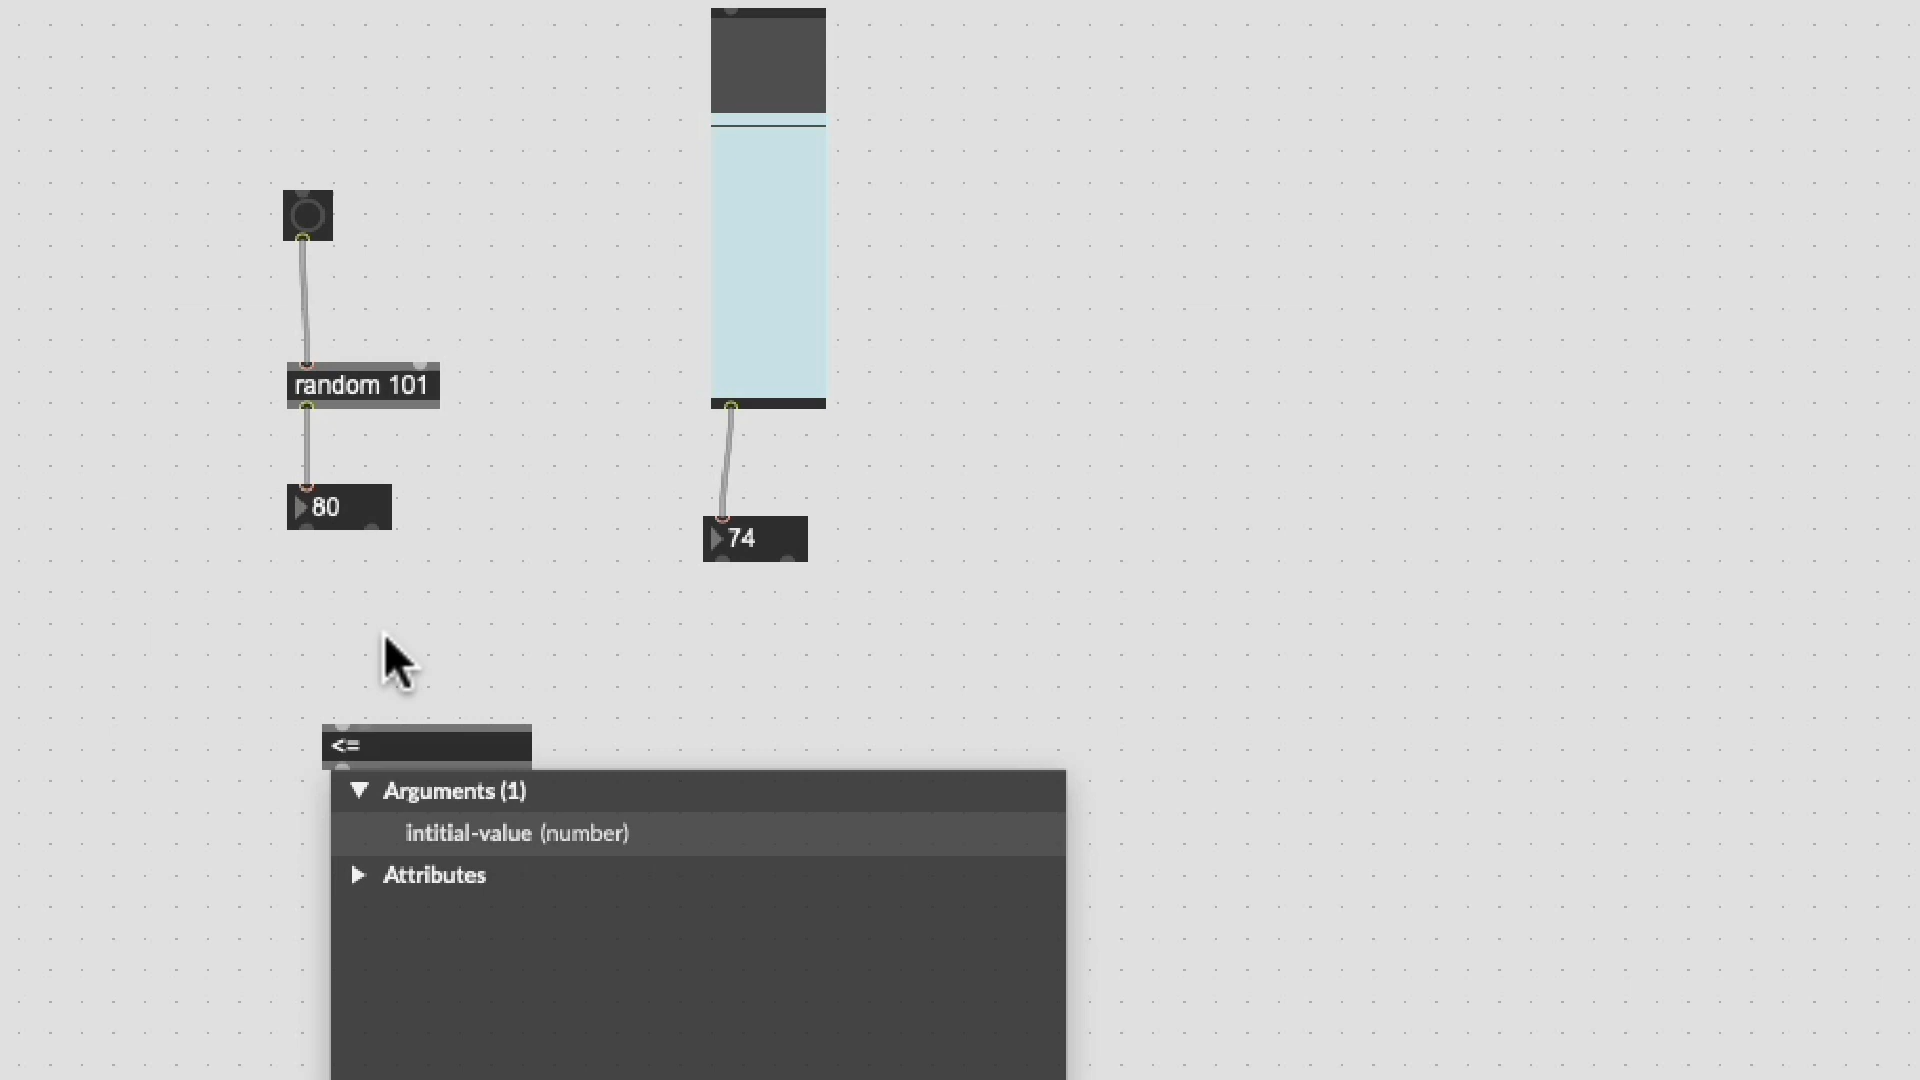 random 101
80
74
<=
Arguments (1)
intitial-value (number)
Attributes